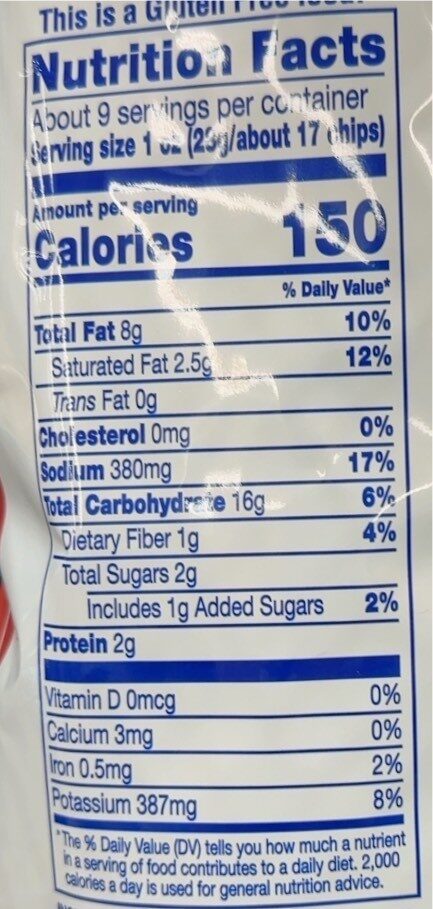 This is a Gluten Free
Nutrition Facts
About 9 servings per container
Serving size 1 oz (28g/about 17 chips)
Amount per serving
Calories 150
% Daily Value*
Total Fat 8g 10%
Saturated Fat 2.5g 12%
Trans Fat 0g
Cholesterol 0mg 0%
Sodium 380mg 17%
Total Carbohydrate 16g 6%
Dietary Fiber 1g 4%
Total Sugars 2g
Includes 1g Added Sugars 2%
Protein 2g
Vitamin D 0mcg 0%
Calcium 3mg 0%
Iron 0.5mg 2%
Potassium 387mg 8%
*The % Daily Value (DV) tells you how much a nutrient
in a serving of food contributes to a daily diet. 2,000
calories a day is used for general nutrition advice.